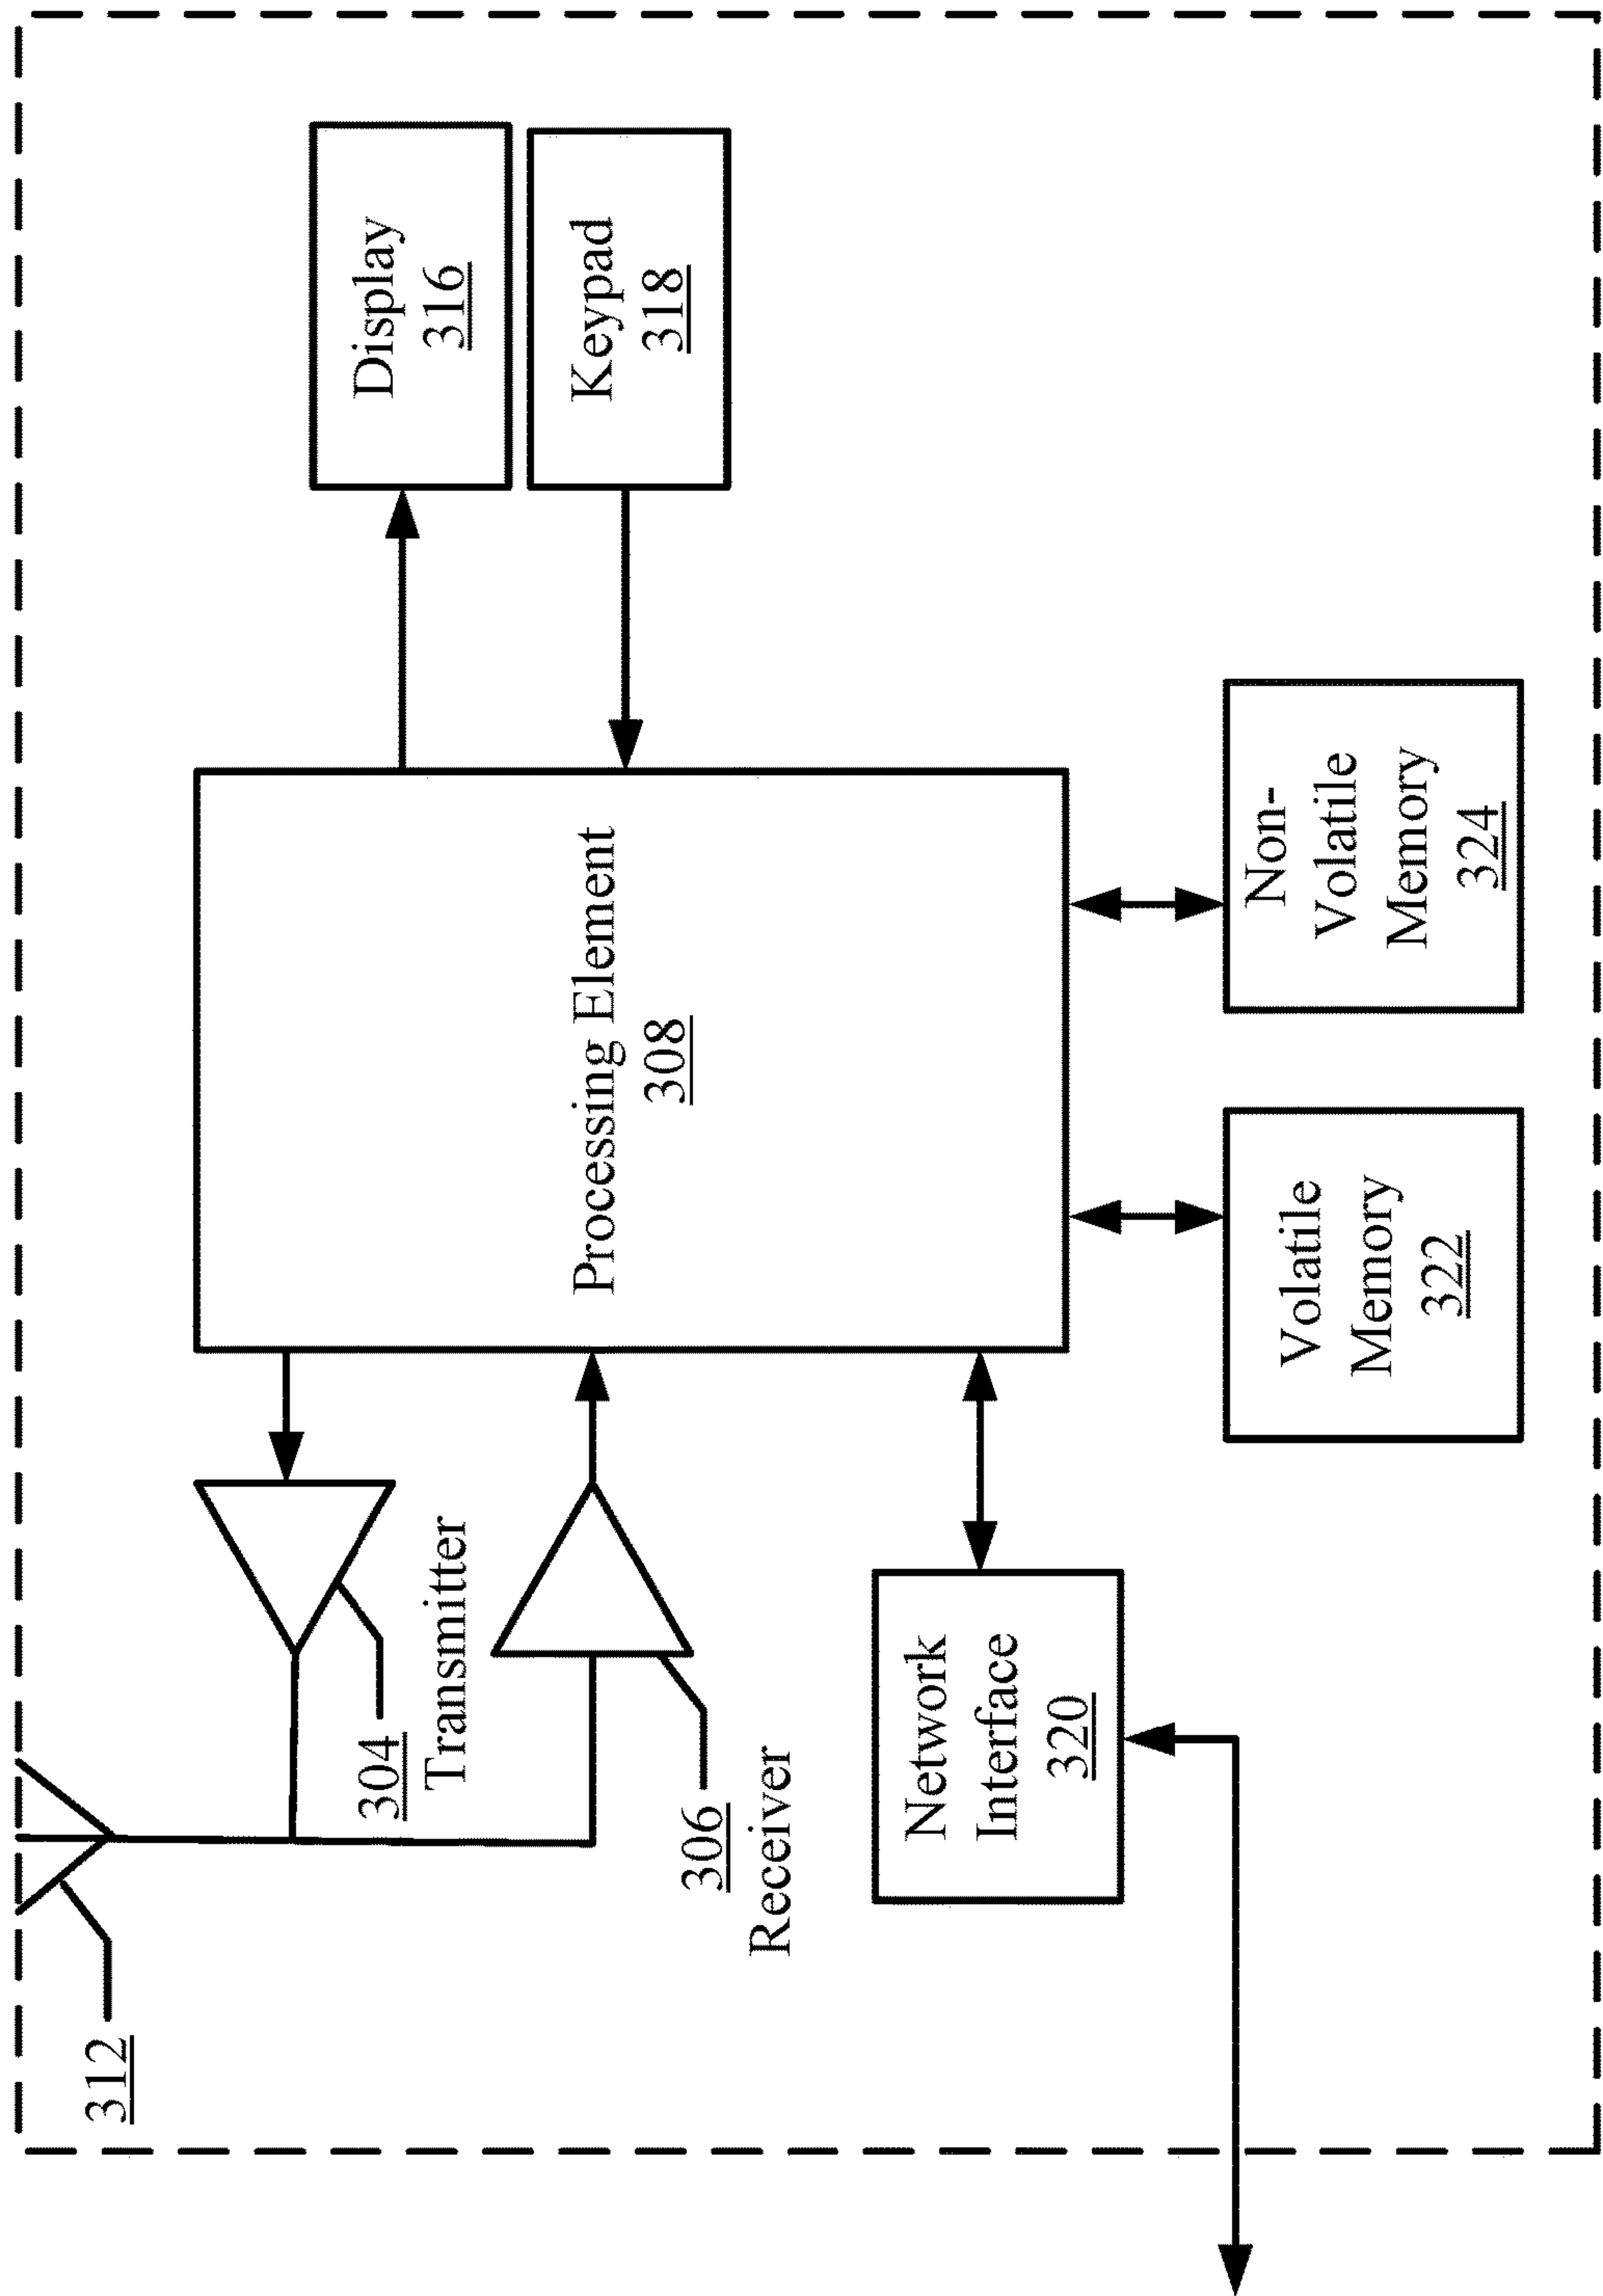 312
304
Transmitter
306
Receiver
Network
Interface
320
Processing Element
308
Volatile
Memory
322
Non-
Volatile
Memory
324
Display
316
Keypad
318